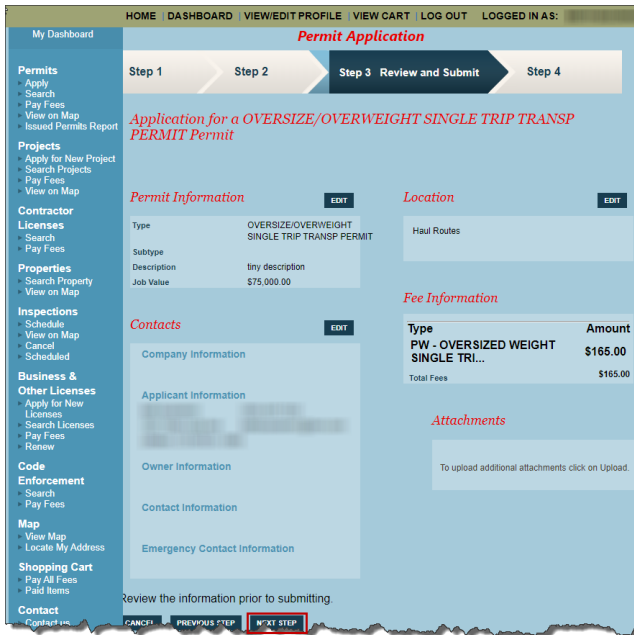 HOME | DASHBOARD | VIEW/EDIT PROFILE | VIEW CART | LOG OUT LOGGED IN AS:
My Dashboard
Permits
Apply
Search
Pay Fees
View on Map
Issued Permits Report
Projects
Apply for New Project
Search Projects
Pay Fees
View on Map
Contractor
Licenses
Search
Pay Fees
Properties
Search Property
View on Map
Inspections
Schedule
View on Map
Cancel
Scheduled
Business &
Other Licenses
Apply for New
Licenses
Search Licenses
Pay Fees
Renew
Code
Enforcement
Search
Pay Fees
Map
View Map
Locate My Address
Shopping Cart
Pay All Fees
Paid Items
Contact
Contact us
Permit Application
Step 1 Step 2 Step 3 Review and Submit Step 4
Application for a OVERSIZE/OVERWEIGHT SINGLE TRIP TRANSP
PERMIT Permit
Permit Information EDIT
Type OVERSIZE/OVERWEIGHT
SINGLE TRIP TRANSP PERMIT
Subtype
Description tiny description
Job Value $75,000.00
Contacts EDIT
Company Information
Applicant Information
Owner Information
Contact Information
Emergency Contact Information
Location EDIT
Haul Routes
Fee Information
Type Amount
PW - OVERSIZED WEIGHT
SINGLE TRI... $165.00
Total Fees $165.00
Attachments
To upload additional attachments click on Upload.
Review the information prior to submitting.
CANCEL PREVIOUS STEP NEXT STEP